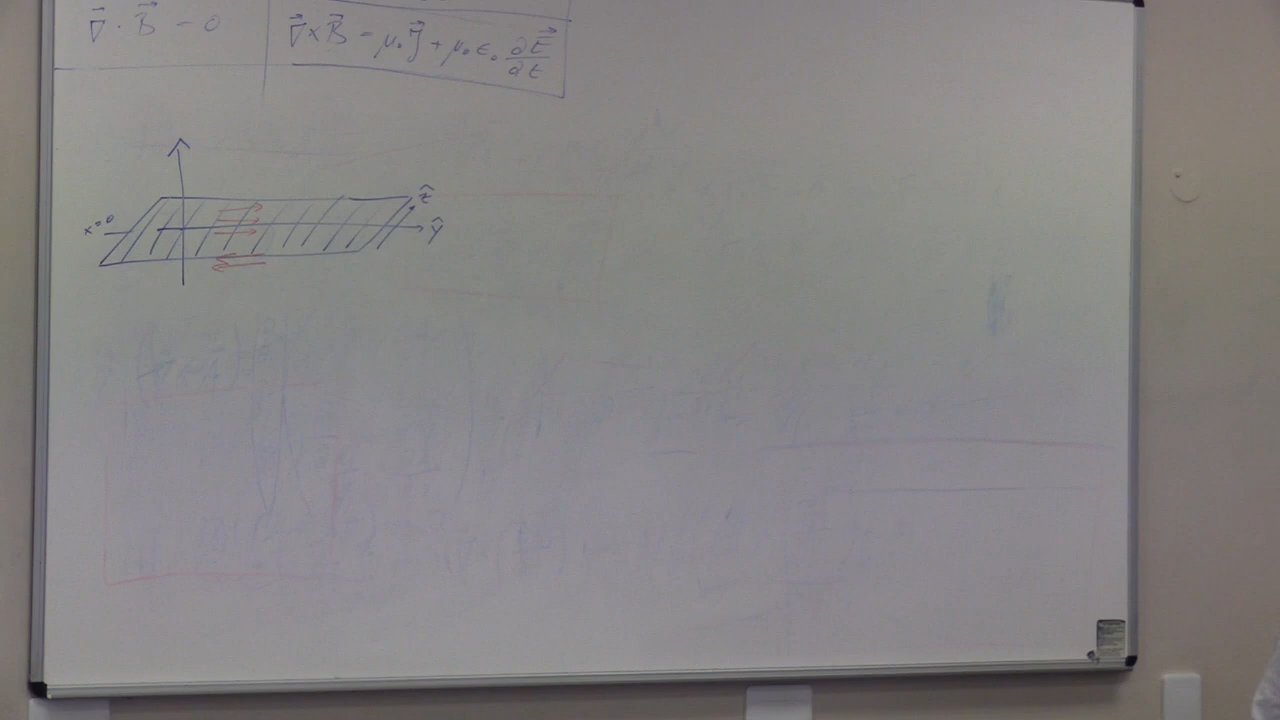 ∇⃗ · B⃗ = 0
∇⃗ × B⃗ = μ₀ J⃗ + μ₀ ε₀ ∂E⃗/∂t
ẑ
x=0
ŷ